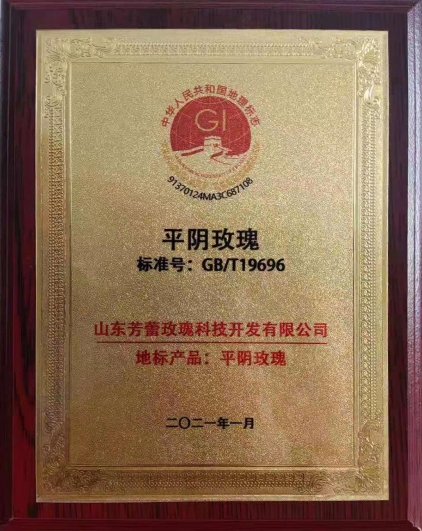 中华人民共和国地理标志
GI
91370124MA3C687108
平阴玫瑰
标准号：GB/T19696
山东芳蕾玫瑰科技开发有限公司
地标产品：平阴玫瑰
二〇二一年一月